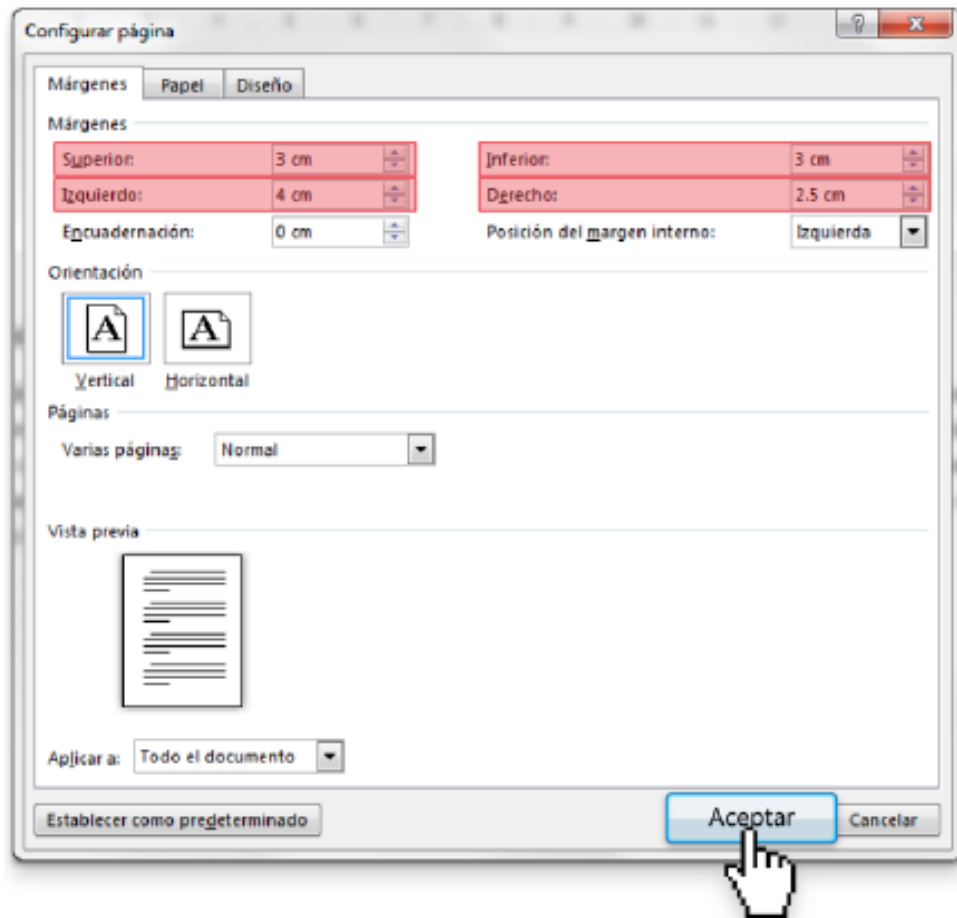 Configurar página
Márgenes Papel Diseño
Márgenes
Superior: 3 cm Inferior: 3 cm
Izquierdo: 4 cm Derecho: 2.5 cm
Encuadernación: 0 cm Posición del margen interno: Izquierda
Orientación
A A
Vertical Horizontal
Páginas
Varias páginas: Normal
Vista previa
Aplicar a: Todo el documento
Establecer como predeterminado Aceptar Cancelar